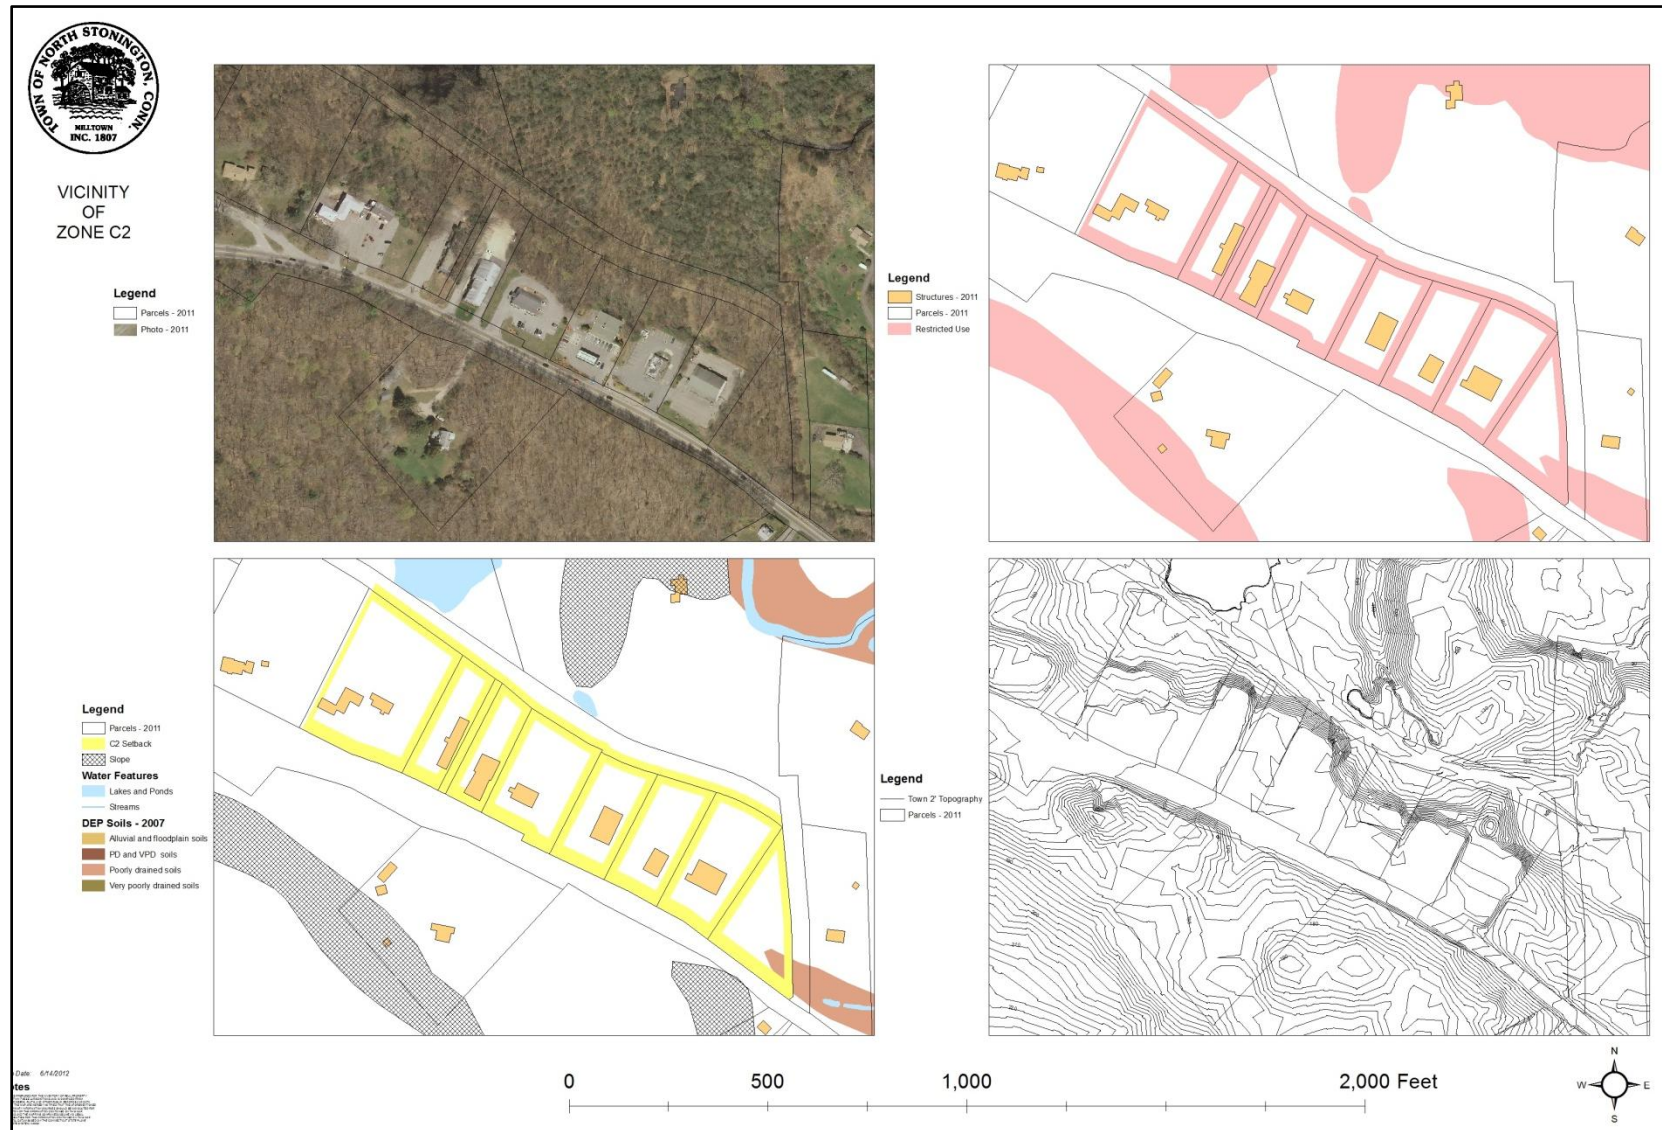 TOWN OF NORTH STONINGTON, CONN.
MILLTOWN
INC. 1807
VICINITY
OF
ZONE C2
Legend
Parcels - 2011
Photo - 2011
Legend
Structures - 2011
Parcels - 2011
Restricted Use
Legend
Parcels - 2011
C2 Setback
Slope
Water Features
Lakes and Ponds
Streams
DEP Soils - 2007
Alluvial and floodplain soils
PD and VPD soils
Poorly drained soils
Very poorly drained soils
Legend
Town 2' Topography
Parcels - 2011
Date: 6/14/2012
otes
0 500 1,000 2,000 Feet
N
W E
S